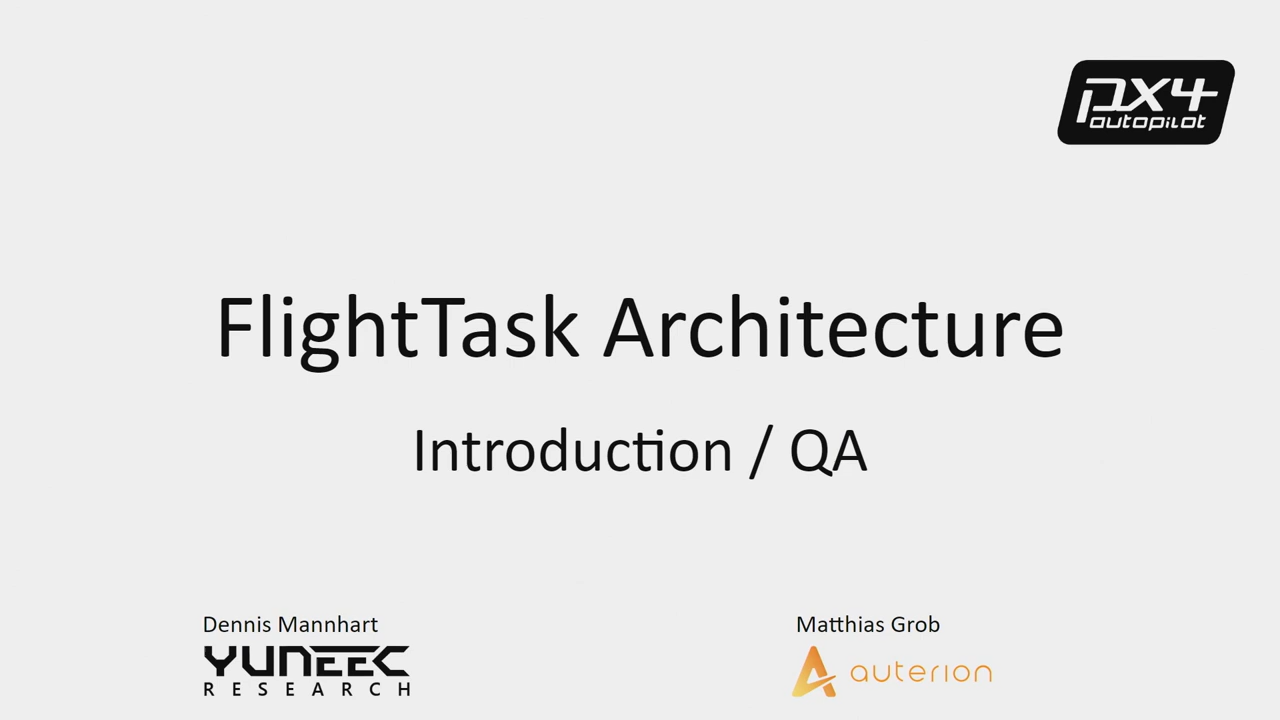 px4
autopilot
FlightTask Architecture
Introduction / QA
Dennis Mannhart
YUNEEC
RESEARCH
Matthias Grob
auterion